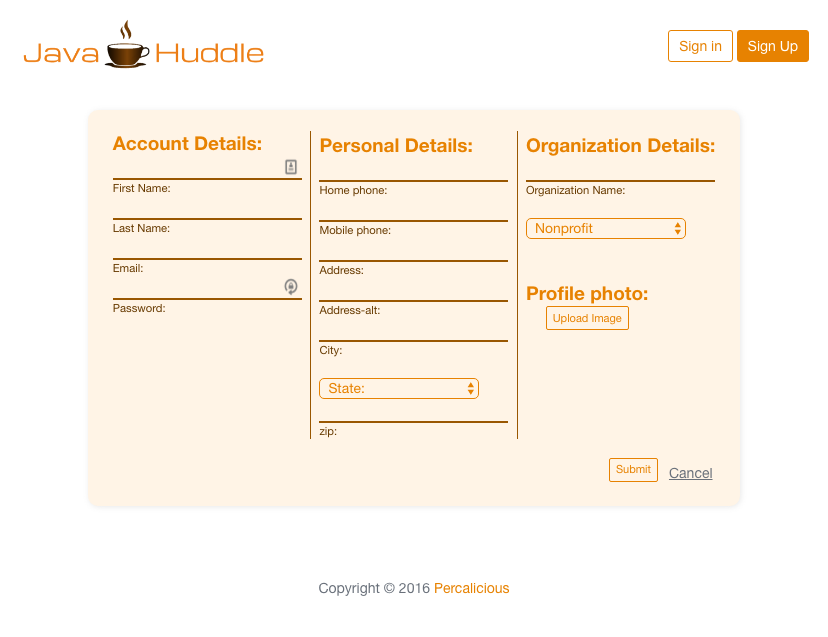 Java Huddle
Sign in
Sign Up
Account Details:
First Name:
Last Name:
Email:
Password:
Personal Details:
Home phone:
Mobile phone:
Address:
Address-alt:
City:
State:
zip:
Organization Details:
Organization Name:
Nonprofit
Profile photo:
Upload Image
Submit
Cancel
Copyright © 2016 Percalicious